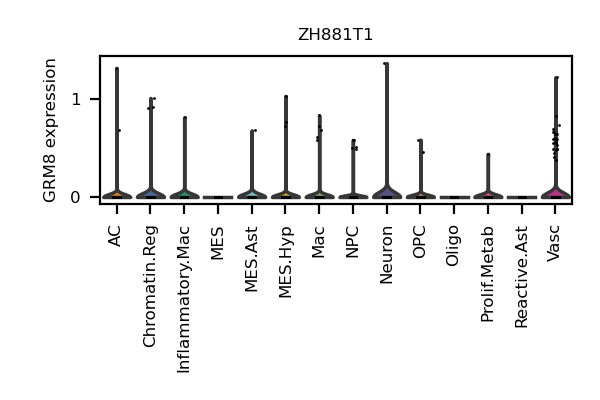 ZH881T1
GRM8 expression
1
0
AC
Chromatin.Reg
Inflammatory.Mac
MES
MES.Ast
MES.Hyp
Mac
NPC
Neuron
OPC
Oligo
Prolif.Metab
Reactive.Ast
Vasc